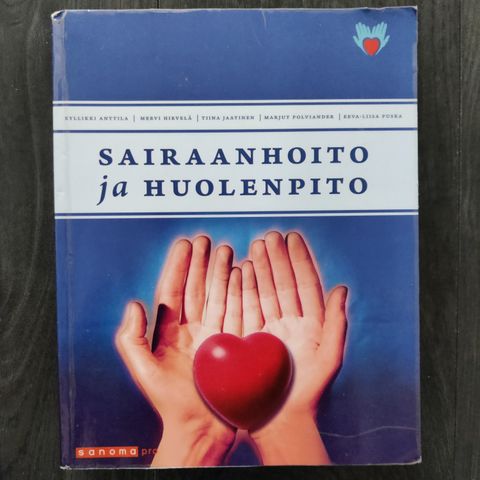 KYLLIKKI ANTTILA | MERVI HIRVELÄ | TIINA JAATINEN | MARJUT POLVIANDER | EEVA-LIISA PUSKA
SAIRAANHOITO
ja HUOLENPITO
sanoma pro